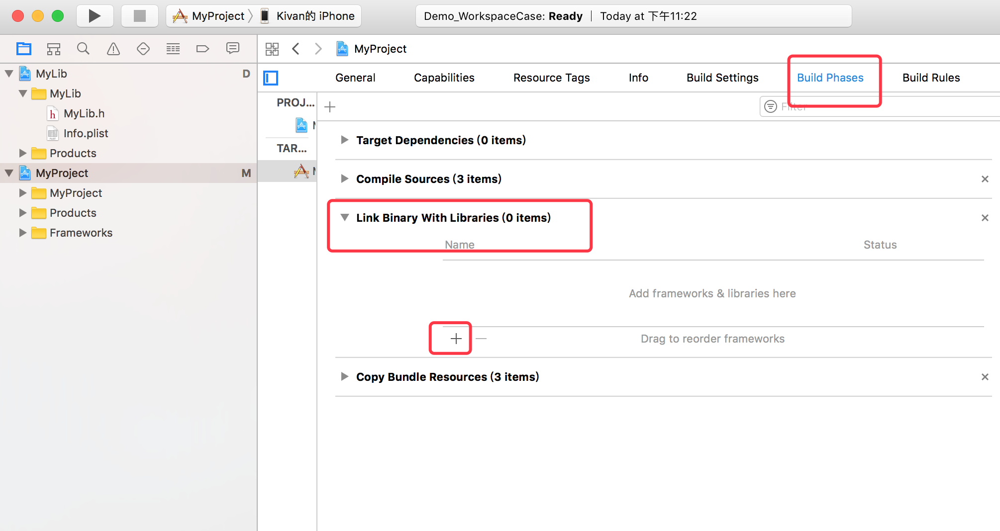 MyProject Kivan的 iPhone
Demo_WorkspaceCase: Ready | Today at 下午11:22
MyProject
MyLib D
MyLib
h MyLib.h
Info.plist
Products
MyProject M
MyProject
Products
Frameworks
General Capabilities Resource Tags Info Build Settings Build Phases Build Rules
PROJ...
TAR...
Filter
Target Dependencies (0 items)
Compile Sources (3 items)
Link Binary With Libraries (0 items)
Name Status
Add frameworks & libraries here
Drag to reorder frameworks
Copy Bundle Resources (3 items)